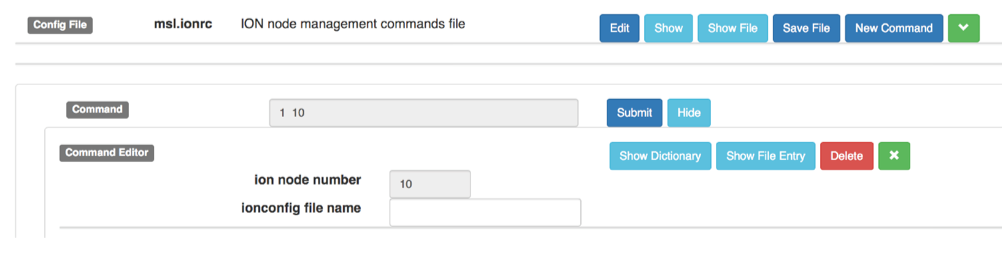 Config File msl.ionrc ION node management commands file Edit Show Show File Save File New Command
Command 1 10 Submit Hide
Command Editor Show Dictionary Show File Entry Delete
ion node number 10
ionconfig file name